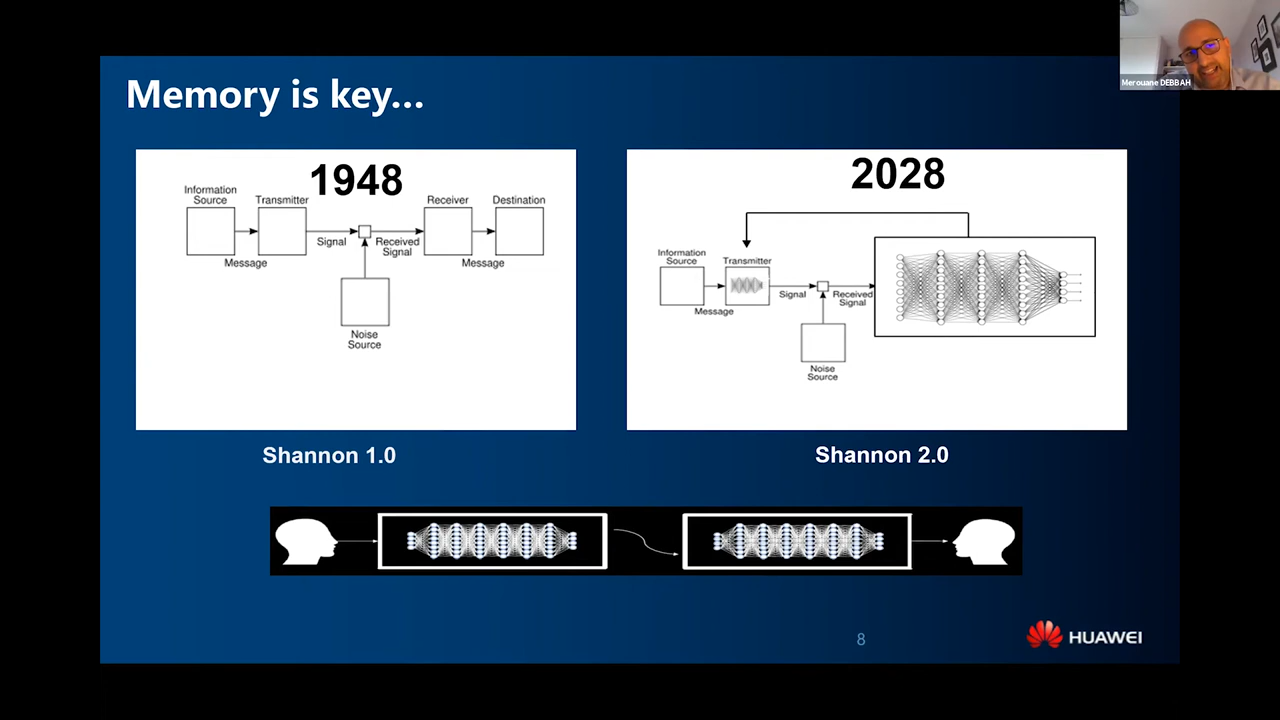 Merouane DEBBAH
Memory is key...
1948
Information
Source
Transmitter
Receiver
Destination
Signal
Received
Signal
Message
Message
Noise
Source
2028
Information
Source
Transmitter
Signal
Received
Signal
Message
Noise
Source
Shannon 1.0
Shannon 2.0
8
HUAWEI